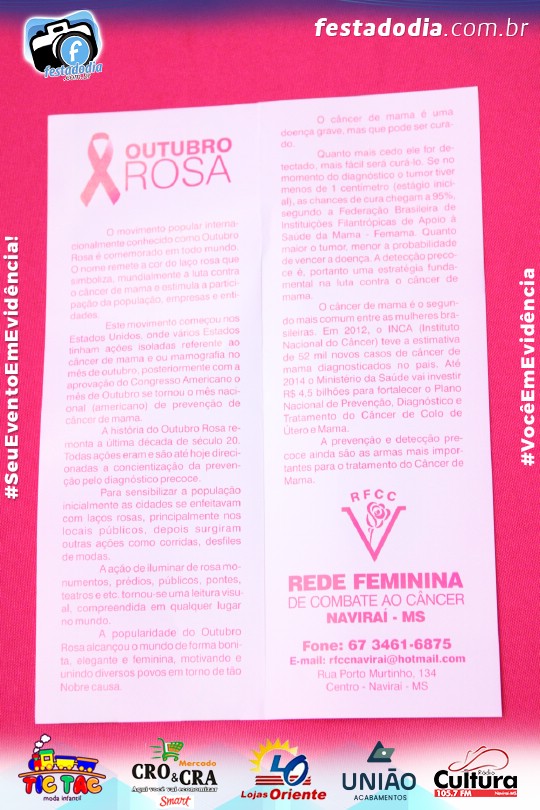 festadodia.com.br
f
festadodia
.com.br
#SeuEventoEmEvidência!
#VocêEmEvidência
OUTUBRO
ROSA
O movimento popular interna-
cionalmente conhecido como Outubro
Rosa é comemorado em todo mundo.
O nome remete a cor do laço rosa que
simboliza, mundialmente a luta contra
o câncer de mama e estimula a partici-
pação da população, empresas e enti-
dades.
Este movimento começou nos
Estados Unidos, onde vários Estados
tinham ações isoladas referente ao
câncer de mama e ou mamografia no
mês de outubro, posteriormente com a
aprovação do Congresso Americano o
mês de Outubro se tornou o mês naci-
onal (americano) de prevenção de
câncer de mama.
A história do Outubro Rosa re-
monta a última década de século 20.
Todas ações eram e são até hoje direci-
onadas a concientização da preven-
ção pelo diagnóstico precoce.
Para sensibilizar a população
inicialmente as cidades se enfeitavam
com laços rosas, principalmente nos
locais públicos, depois surgiram
outras ações como corridas, desfiles
de modas.
A ação de iluminar de rosa mo-
numentos, prédios, públicos, pontes,
teatros e etc. tornou-se uma leitura visu-
al, compreendida em qualquer lugar
no mundo.
A popularidade do Outubro
Rosa alcançou o mundo de forma boni-
ta, elegante e feminina, motivando e
unindo diversos povos em torno de tão
Nobre causa.
O câncer de mama é uma
doença grave, mas que pode ser cura-
do.
Quanto mais cedo ele for de-
tectado, mais fácil será curá-lo. Se no
momento do diagnóstico o tumor tiver
menos de 1 centímetro (estágio inici-
al), as chances de cura chegam a 95%,
segundo a Federação Brasileira de
Instituições Filantrópicas de Apoio à
Saúde da Mama - Femama. Quanto
maior o tumor, menor a probabilidade
de vencer a doença. A detecção preco-
ce é, portanto uma estratégia funda-
mental na luta contra o câncer de
mama.
O câncer de mama é o segun-
do mais comum entre as mulheres bra-
sileiras. Em 2012, o INCA (Instituto
Nacional do Câncer) teve a estimativa
de 52 mil novos casos de câncer de
mama diagnosticados no país. Até
2014 o Ministério da Saúde vai investir
R$ 4,5 bilhões para fortalecer o Plano
Nacional de Prevenção, Diagnóstico e
Tratamento do Câncer de Colo de
Útero e Mama.
A prevenção e detecção pre-
coce ainda são as armas mais impor-
tantes para o tratamento do Câncer de
Mama.
RFCC
V
REDE FEMININA
DE COMBATE AO CÂNCER
NAVIRAÍ - MS
Fone: 67 3461-6875
E-mail: rfccnavirai@hotmail.com
Rua Porto Murtinho, 134
Centro - Naviraí - MS
TIC TAC
moda infantil
Mercado
CRO & CRA
Aqui você vai economizar
Smart
LO
Lojas Oriente
UNIÃO
ACABAMENTOS
Rádio
Cultura
105.7 FM
Naviraí-MS